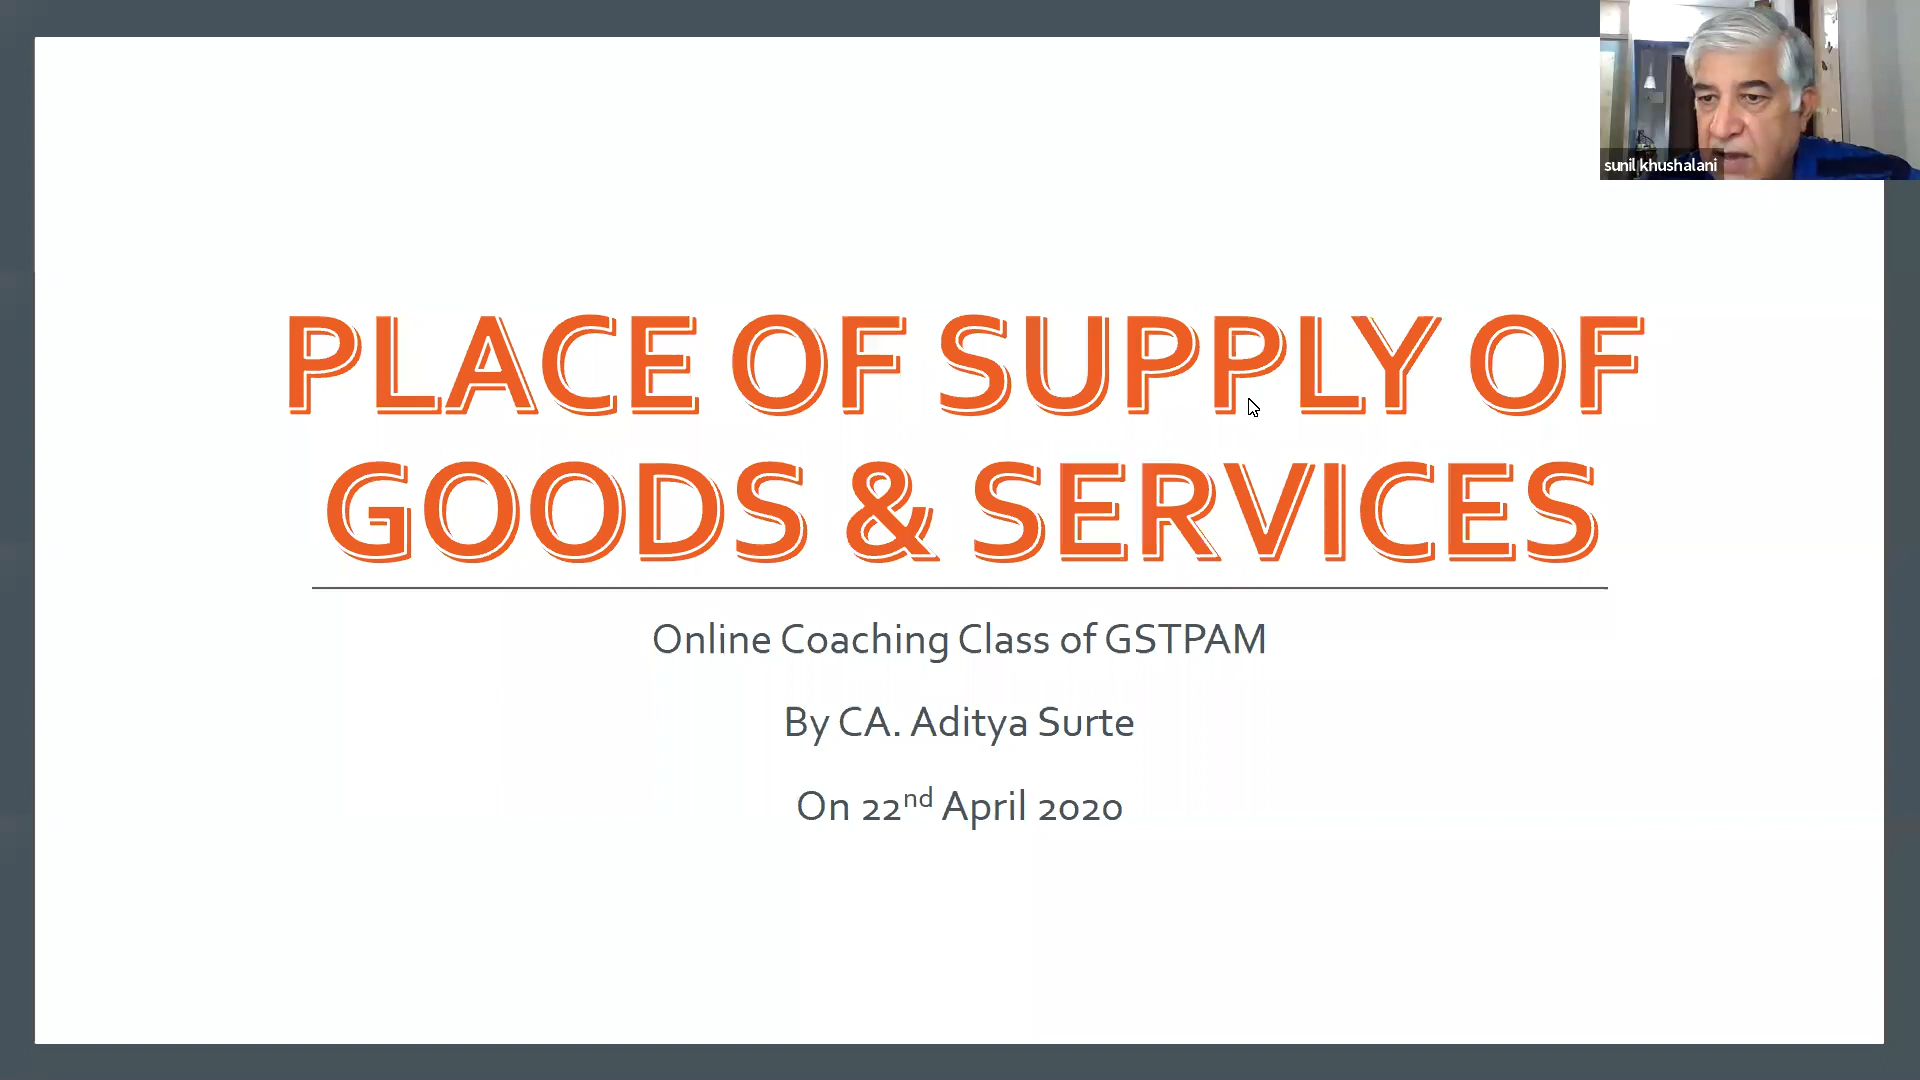 sunil khushalani
PLACE OF SUPPLY OF
GOODS & SERVICES
Online Coaching Class of GSTPAM
By CA. Aditya Surte
On 22nd April 2020